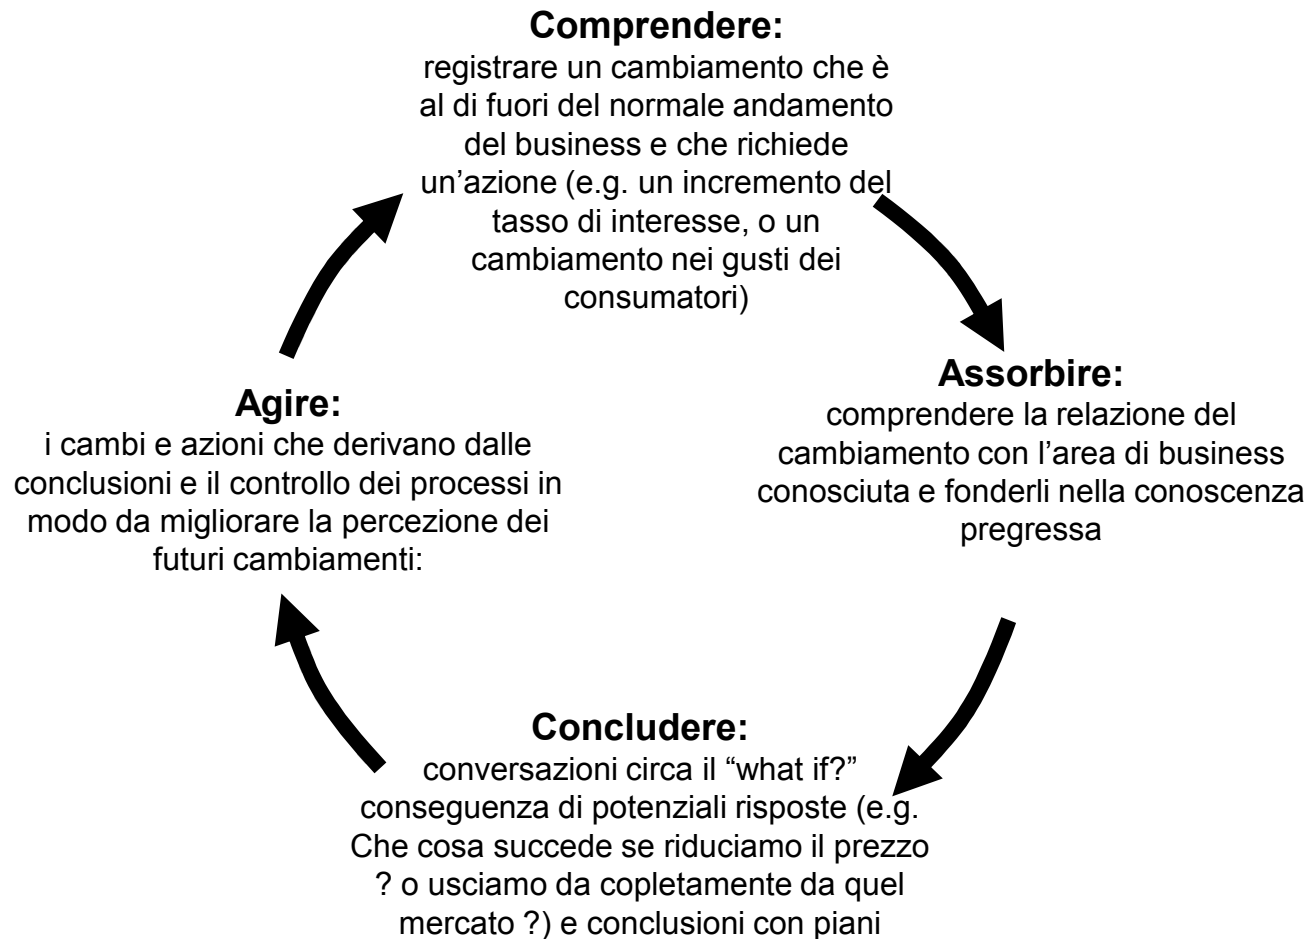 Comprendere:
registrare un cambiamento che è
al di fuori del normale andamento
del business e che richiede
un’azione (e.g. un incremento del
tasso di interesse, o un
cambiamento nei gusti dei
consumatori)
Assorbire:
comprendere la relazione del
cambiamento con l’area di business
conosciuta e fonderli nella conoscenza
pregressa
Concludere:
conversazioni circa il “what if?”
conseguenza di potenziali risposte (e.g.
Che cosa succede se riduciamo il prezzo
? o usciamo da copletamente da quel
mercato ?) e conclusioni con piani
Agire:
i cambi e azioni che derivano dalle
conclusioni e il controllo dei processi in
modo da migliorare la percezione dei
futuri cambiamenti: